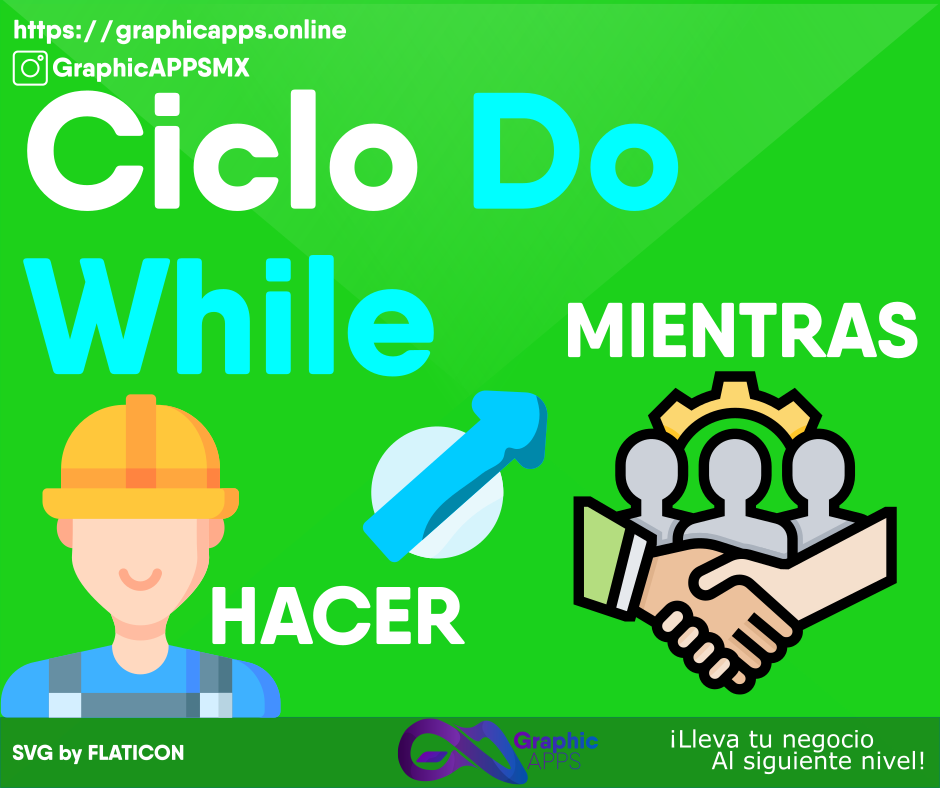 https://graphicapps.online
GraphicAPPSMX
Ciclo Do
While
MIENTRAS
HACER
SVG by FLATICON
Graphic
APPS
¡Lleva tu negocio
Al siguiente nivel!